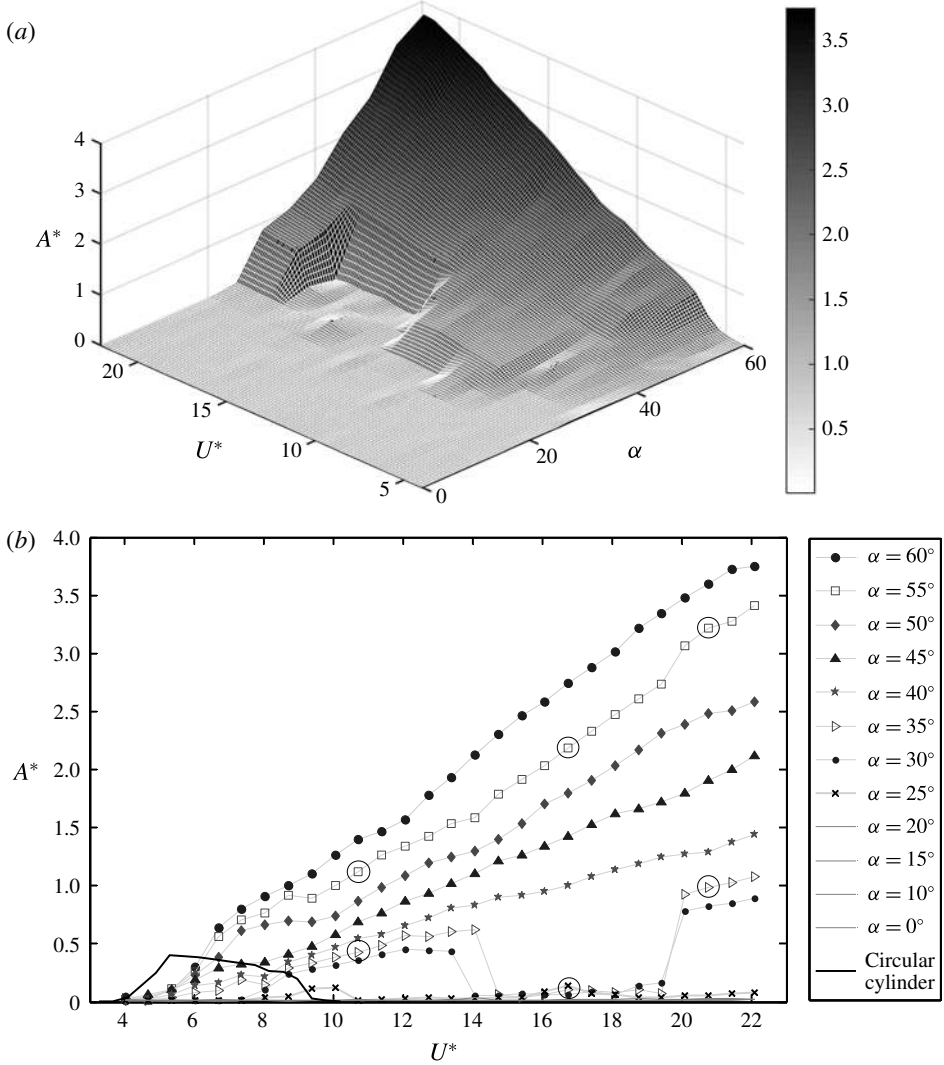 (a)
4
3
A*
2
1
0
20
15
U*
10
5
0
20
α
40
60
3.5
3.0
2.5
2.0
1.5
1.0
0.5
(b)
4.0
3.5
3.0
2.5
2.0
A*
1.5
1.0
0.5
0
4 6 8 10 12 14 16 18 20 22
U*
α = 60°
α = 55°
α = 50°
α = 45°
α = 40°
α = 35°
α = 30°
α = 25°
α = 20°
α = 15°
α = 10°
α = 0°
Circular
cylinder